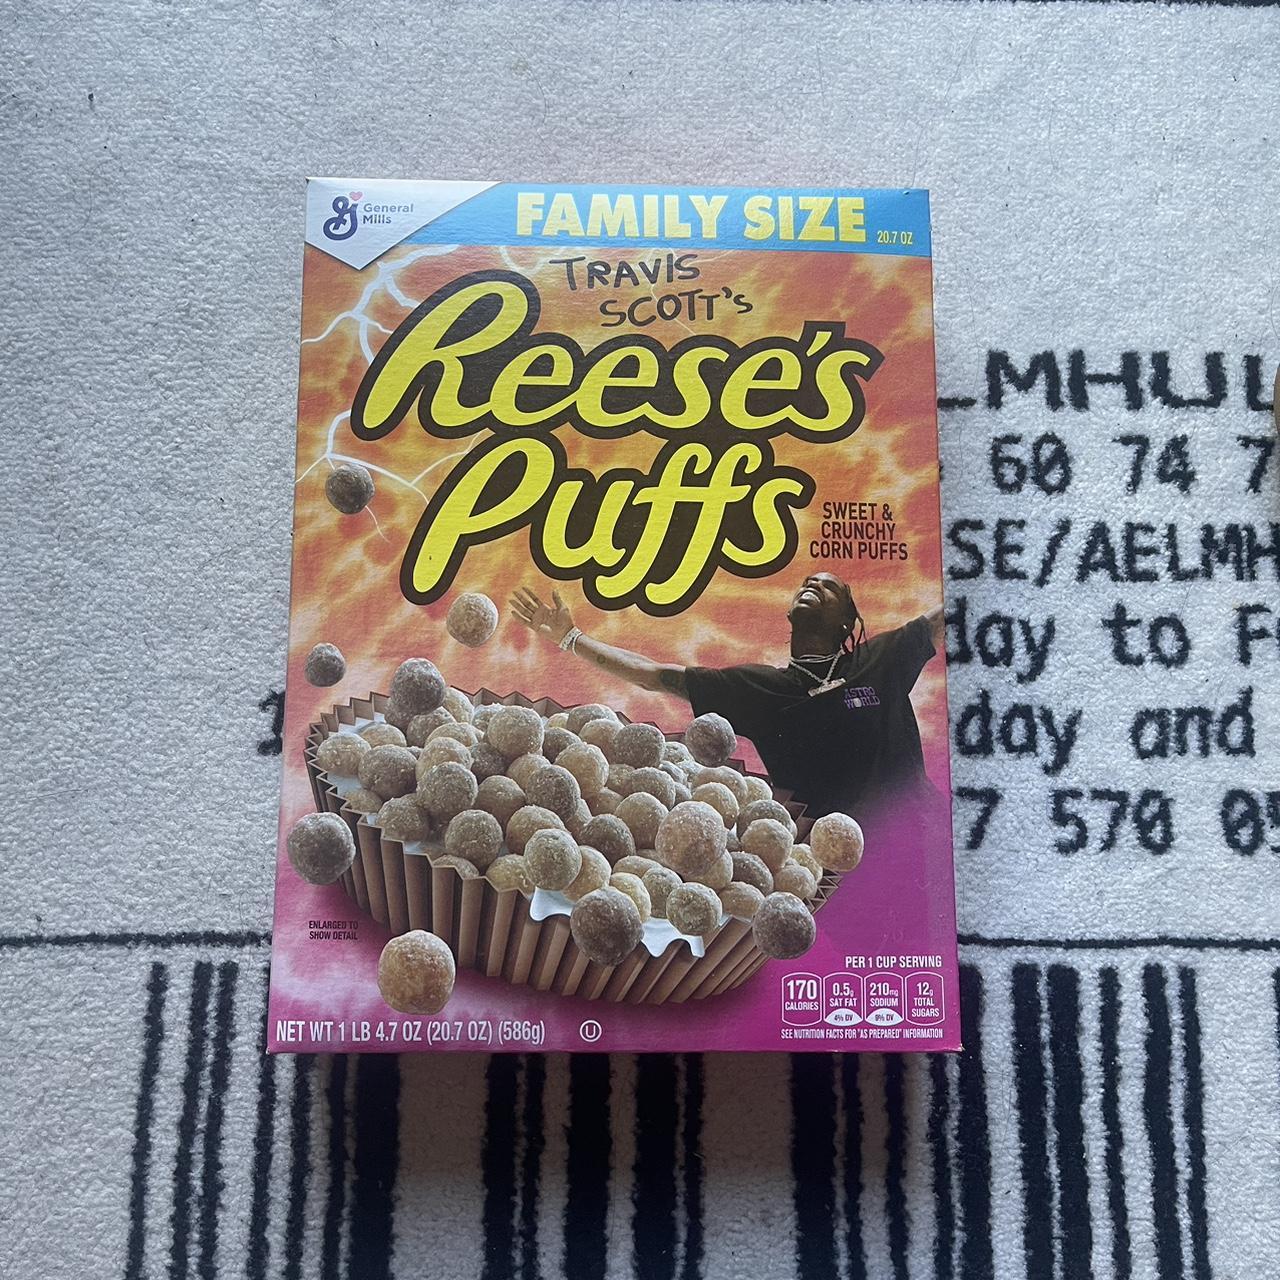 General
Mills
FAMILY SIZE
20.7 OZ
TRAVIS
SCOTT'S
Reese's
Puffs
SWEET &
CRUNCHY
CORN PUFFS
ASTRO
WORLD
ENLARGED TO
SHOW DETAIL
PER 1 CUP SERVING
170
CALORIES
0.5g
SAT FAT
4% DV
210mg
SODIUM
9% DV
12g
TOTAL
SUGARS
SEE NUTRITION FACTS FOR "AS PREPARED" INFORMATION
NET WT 1 LB 4.7 OZ (20.7 OZ) (586g)
U
LMHUL
60 74 7
SE/AELMH
day to F
day and
7 570 09